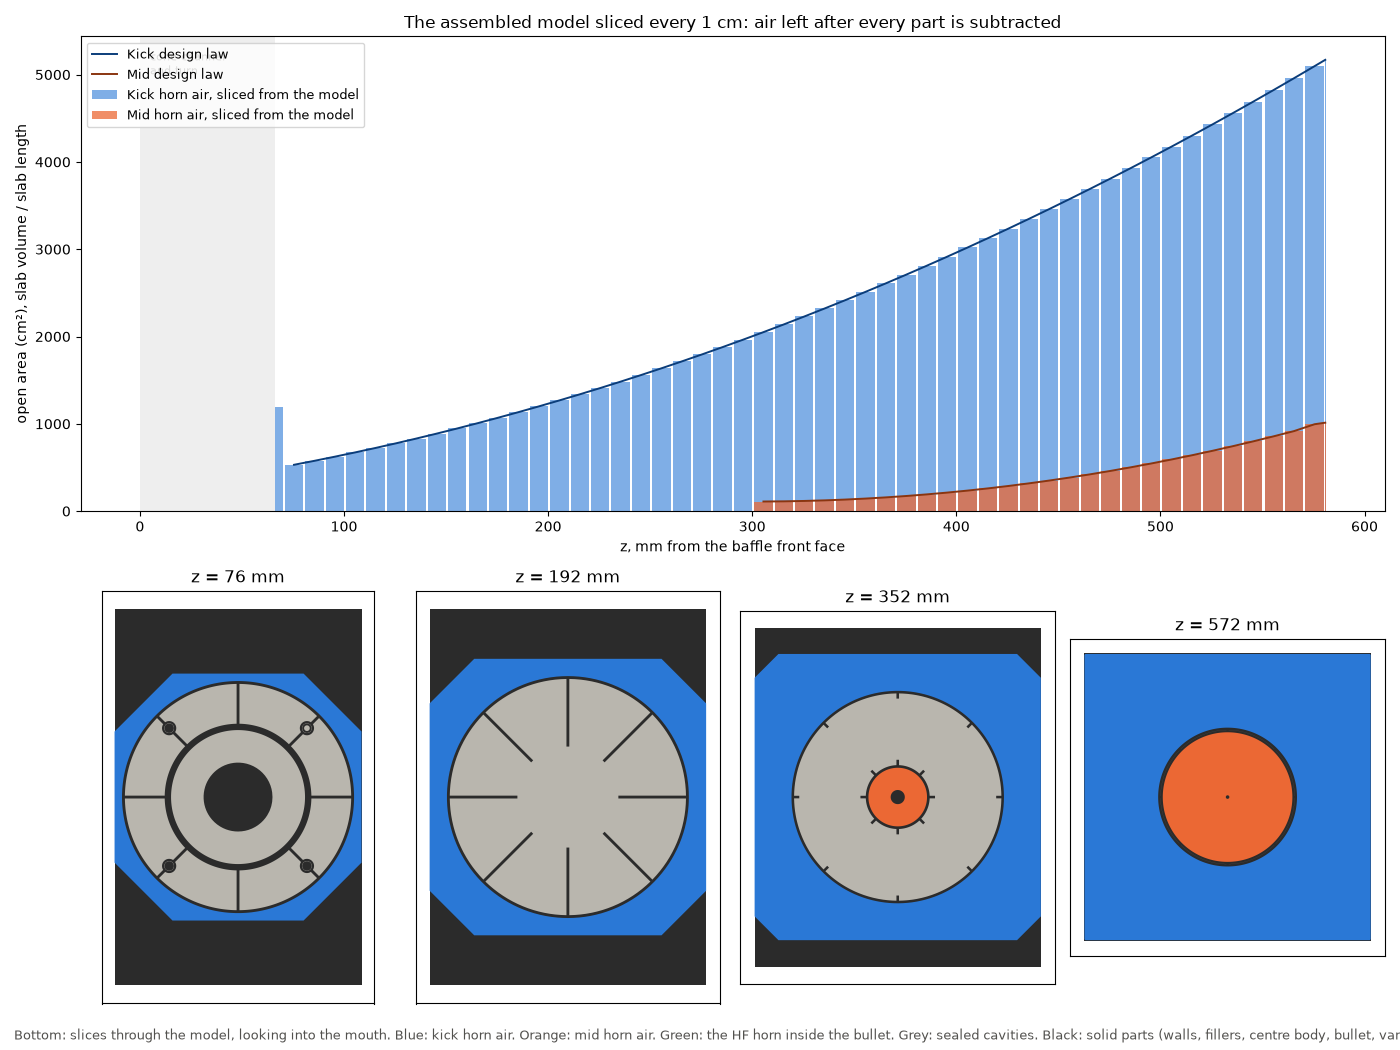 The assembled model sliced every 1 cm: air left after every part is subtracted
Kick design law
Mid design law
Kick horn air, sliced from the model
Mid horn air, sliced from the model
open area (cm²), slab volume / slab length
5000
4000
3000
2000
1000
0
0 100 200 300 400 500 600
z, mm from the baffle front face
z = 76 mm
z = 192 mm
z = 352 mm
z = 572 mm
Bottom: slices through the model, looking into the mouth. Blue: kick horn air. Orange: mid horn air. Green: the HF horn inside the bullet. Grey: sealed cavities. Black: solid parts (walls, fillers, centre body, bullet,